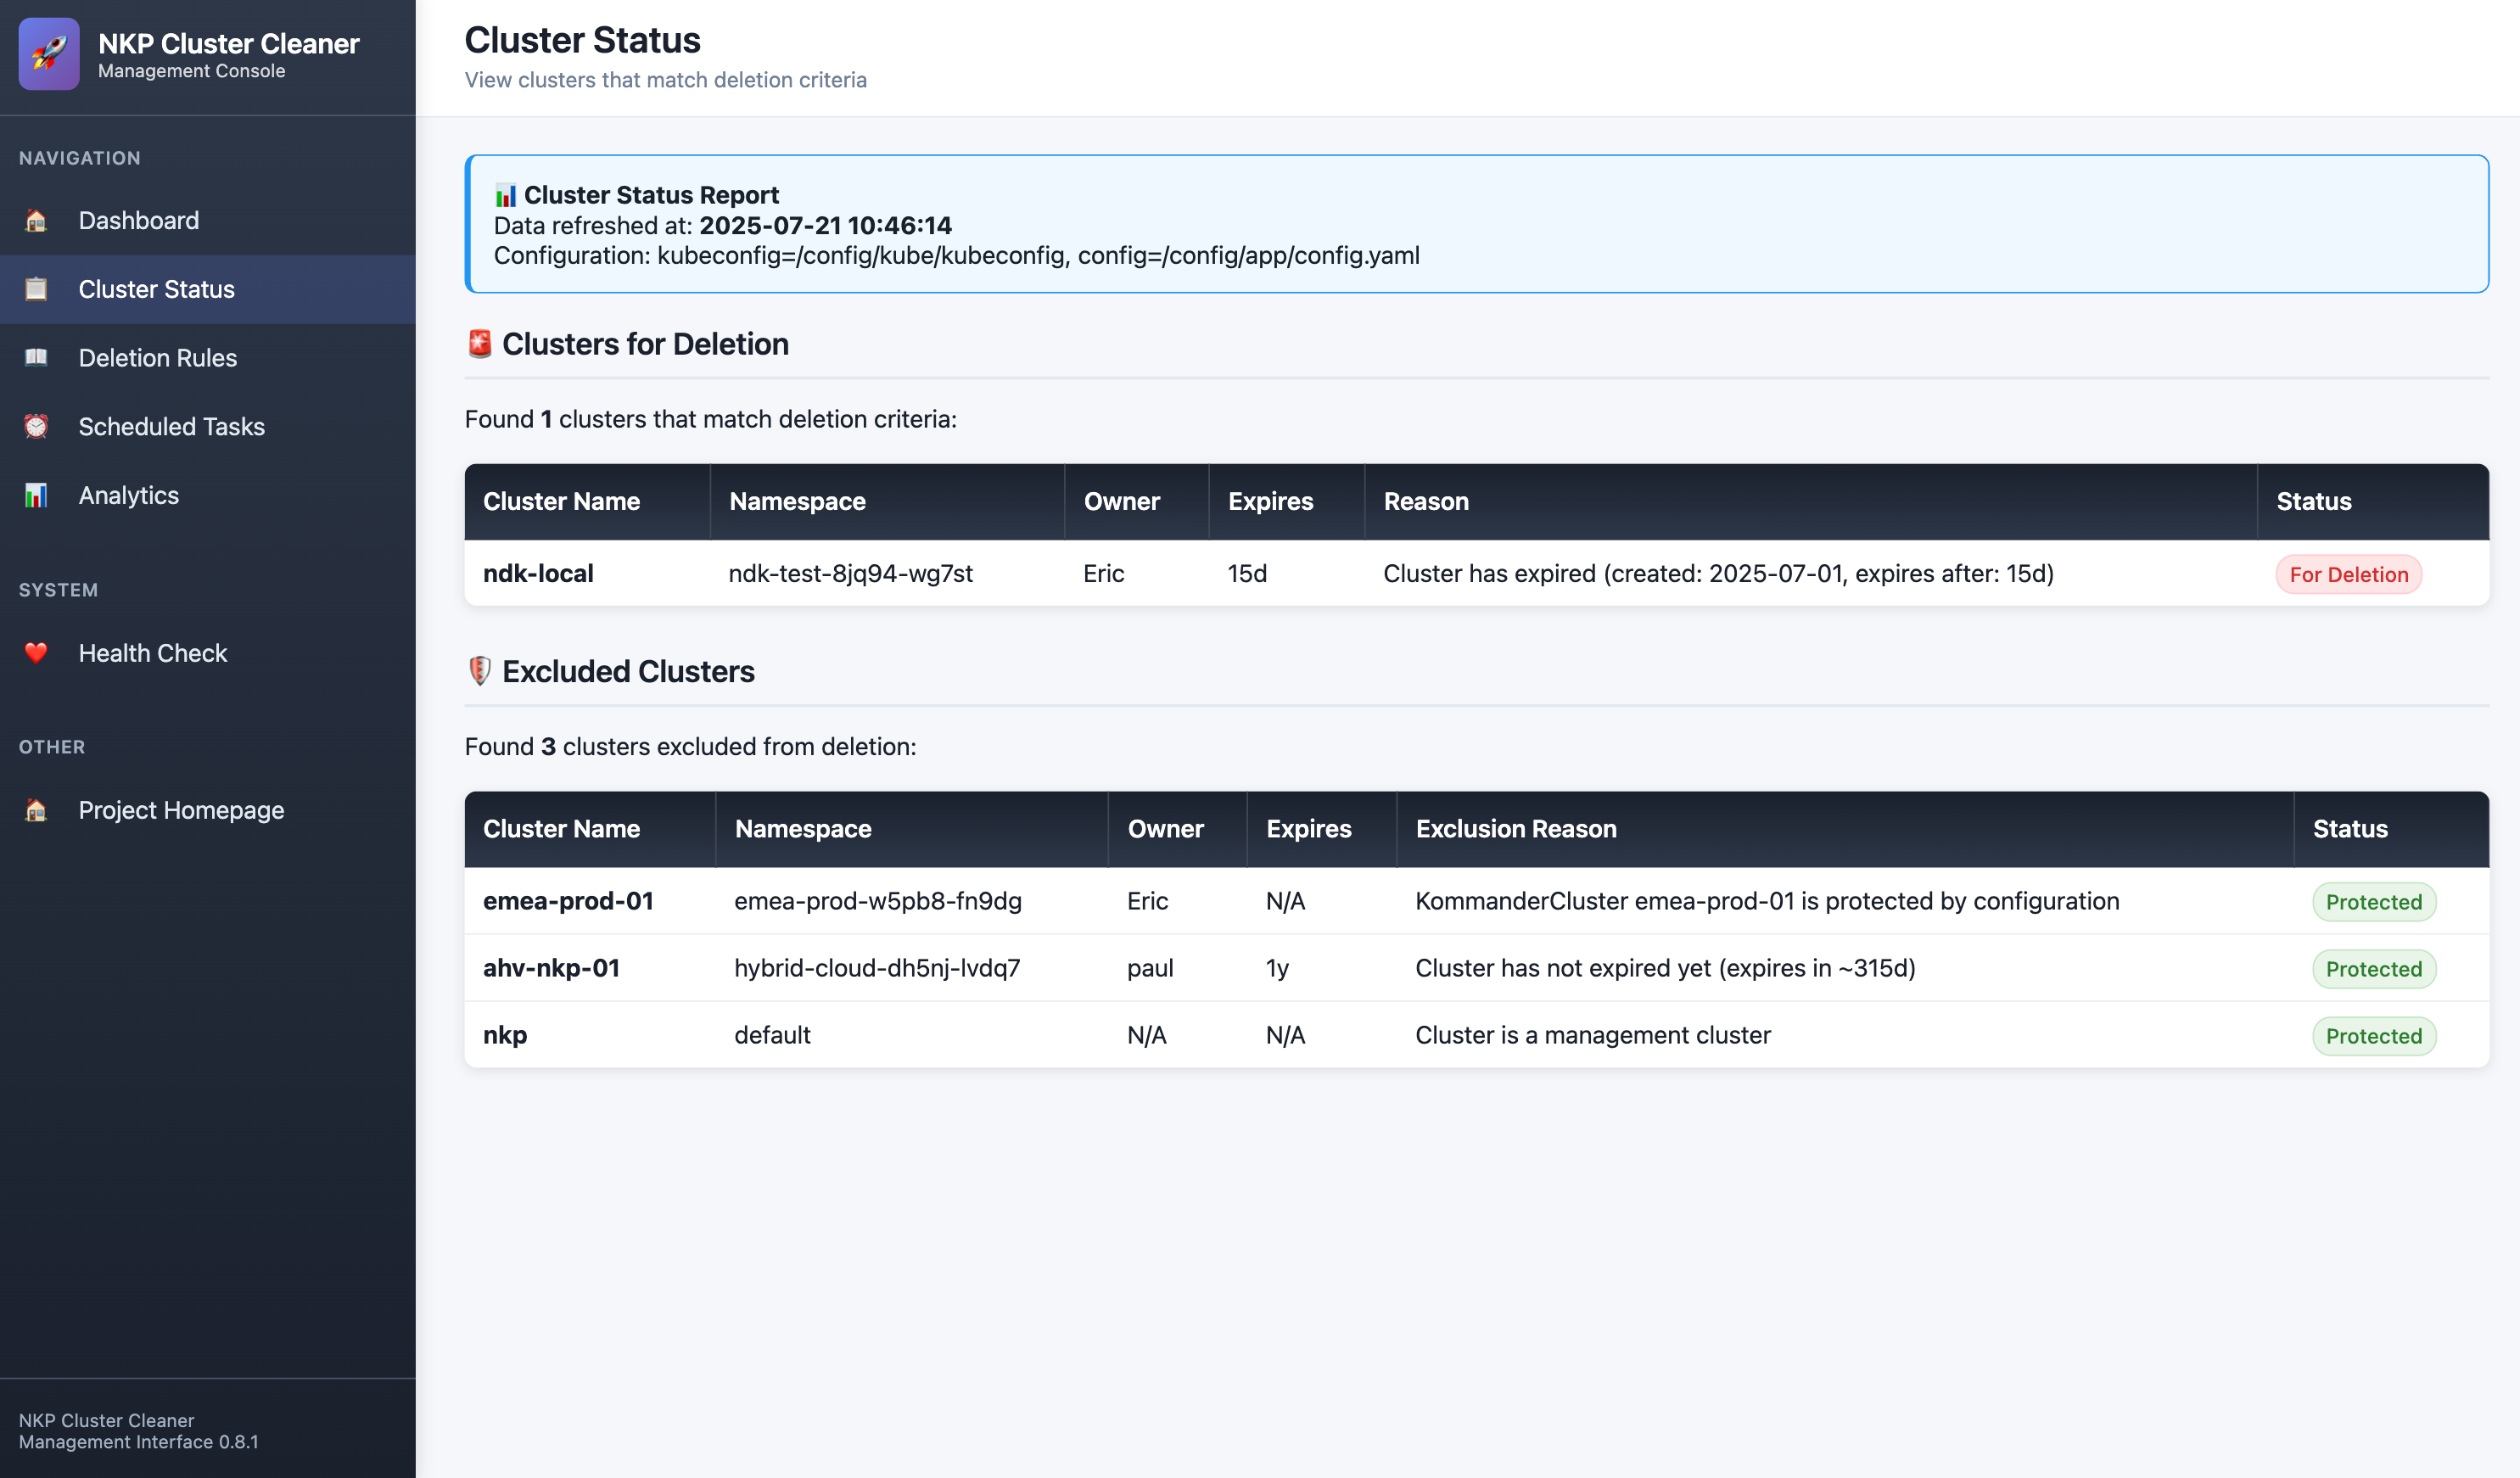 NKP Cluster Cleaner
Management Console
NAVIGATION
Dashboard
Cluster Status
Deletion Rules
Scheduled Tasks
Analytics
SYSTEM
Health Check
OTHER
Project Homepage
NKP Cluster Cleaner
Management Interface 0.8.1
Cluster Status
View clusters that match deletion criteria
Cluster Status Report
Data refreshed at: 2025-07-21 10:46:14
Configuration: kubeconfig=/config/kube/kubeconfig, config=/config/app/config.yaml
Clusters for Deletion
Found 1 clusters that match deletion criteria:
Cluster Name Namespace Owner Expires Reason Status
ndk-local ndk-test-8jq94-wg7st Eric 15d Cluster has expired (created: 2025-07-01, expires after: 15d) For Deletion
Excluded Clusters
Found 3 clusters excluded from deletion:
Cluster Name Namespace Owner Expires Exclusion Reason Status
emea-prod-01 emea-prod-w5pb8-fn9dg Eric N/A KommanderCluster emea-prod-01 is protected by configuration Protected
ahv-nkp-01 hybrid-cloud-dh5nj-lvdq7 paul 1y Cluster has not expired yet (expires in ~315d) Protected
nkp default N/A N/A Cluster is a management cluster Protected